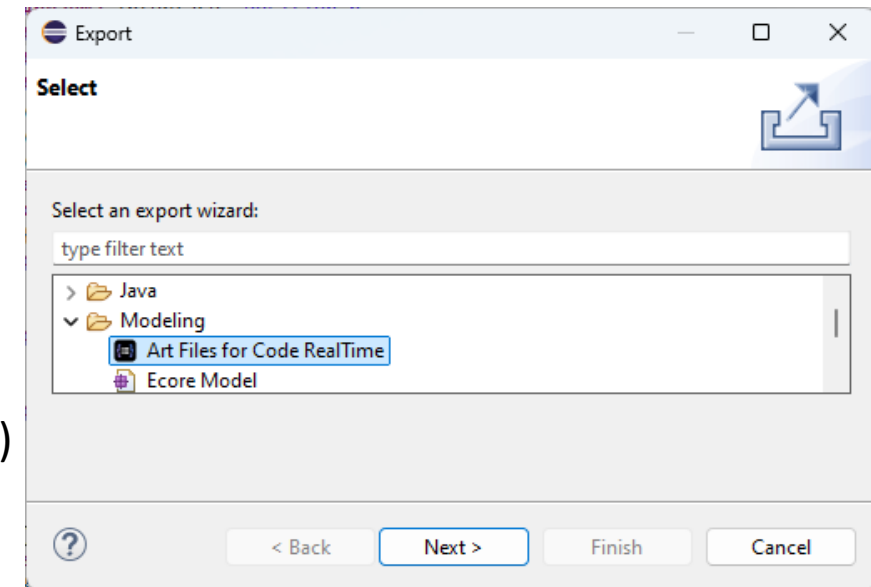 Export
Select
Select an export wizard:
type filter text
Java
Modeling
Art Files for Code RealTime
Ecore Model
)
? < Back Next > Finish Cancel